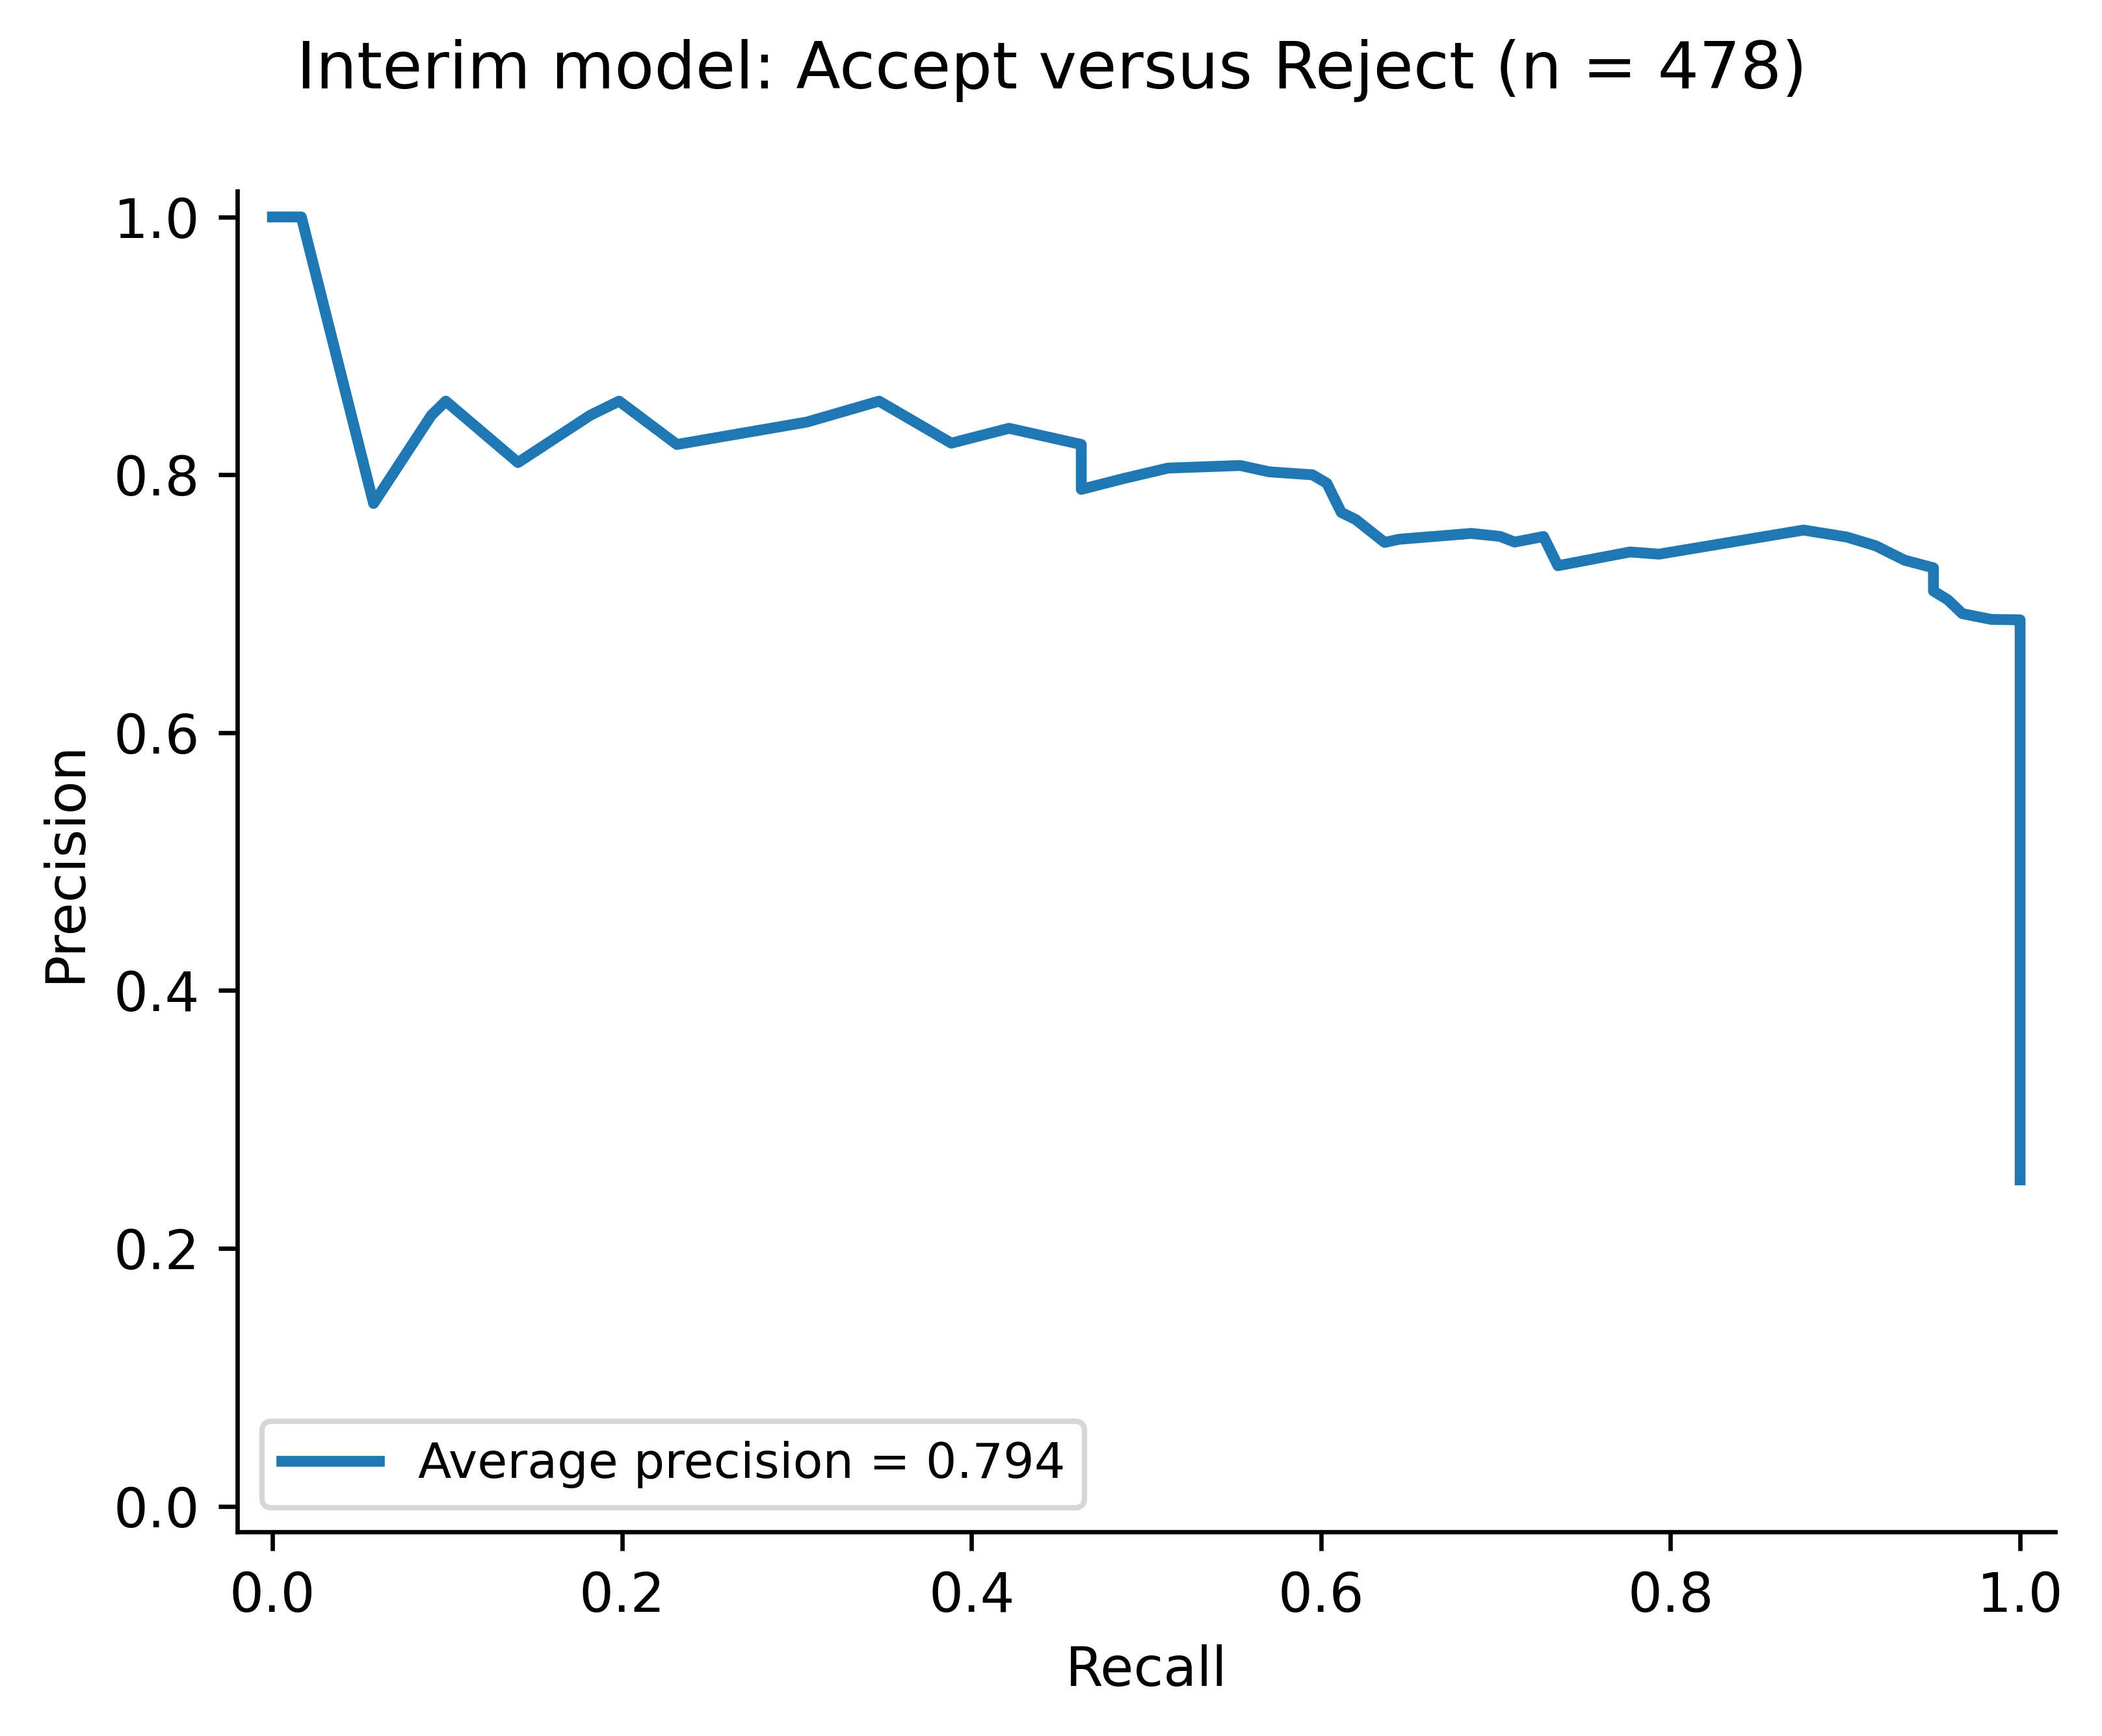 Interim model: Accept versus Reject (n = 478)
1.0
0.8
0.6
0.4
0.2
0.0
Precision
Average precision = 0.794
0.0 0.2 0.4 0.6 0.8 1.0
Recall